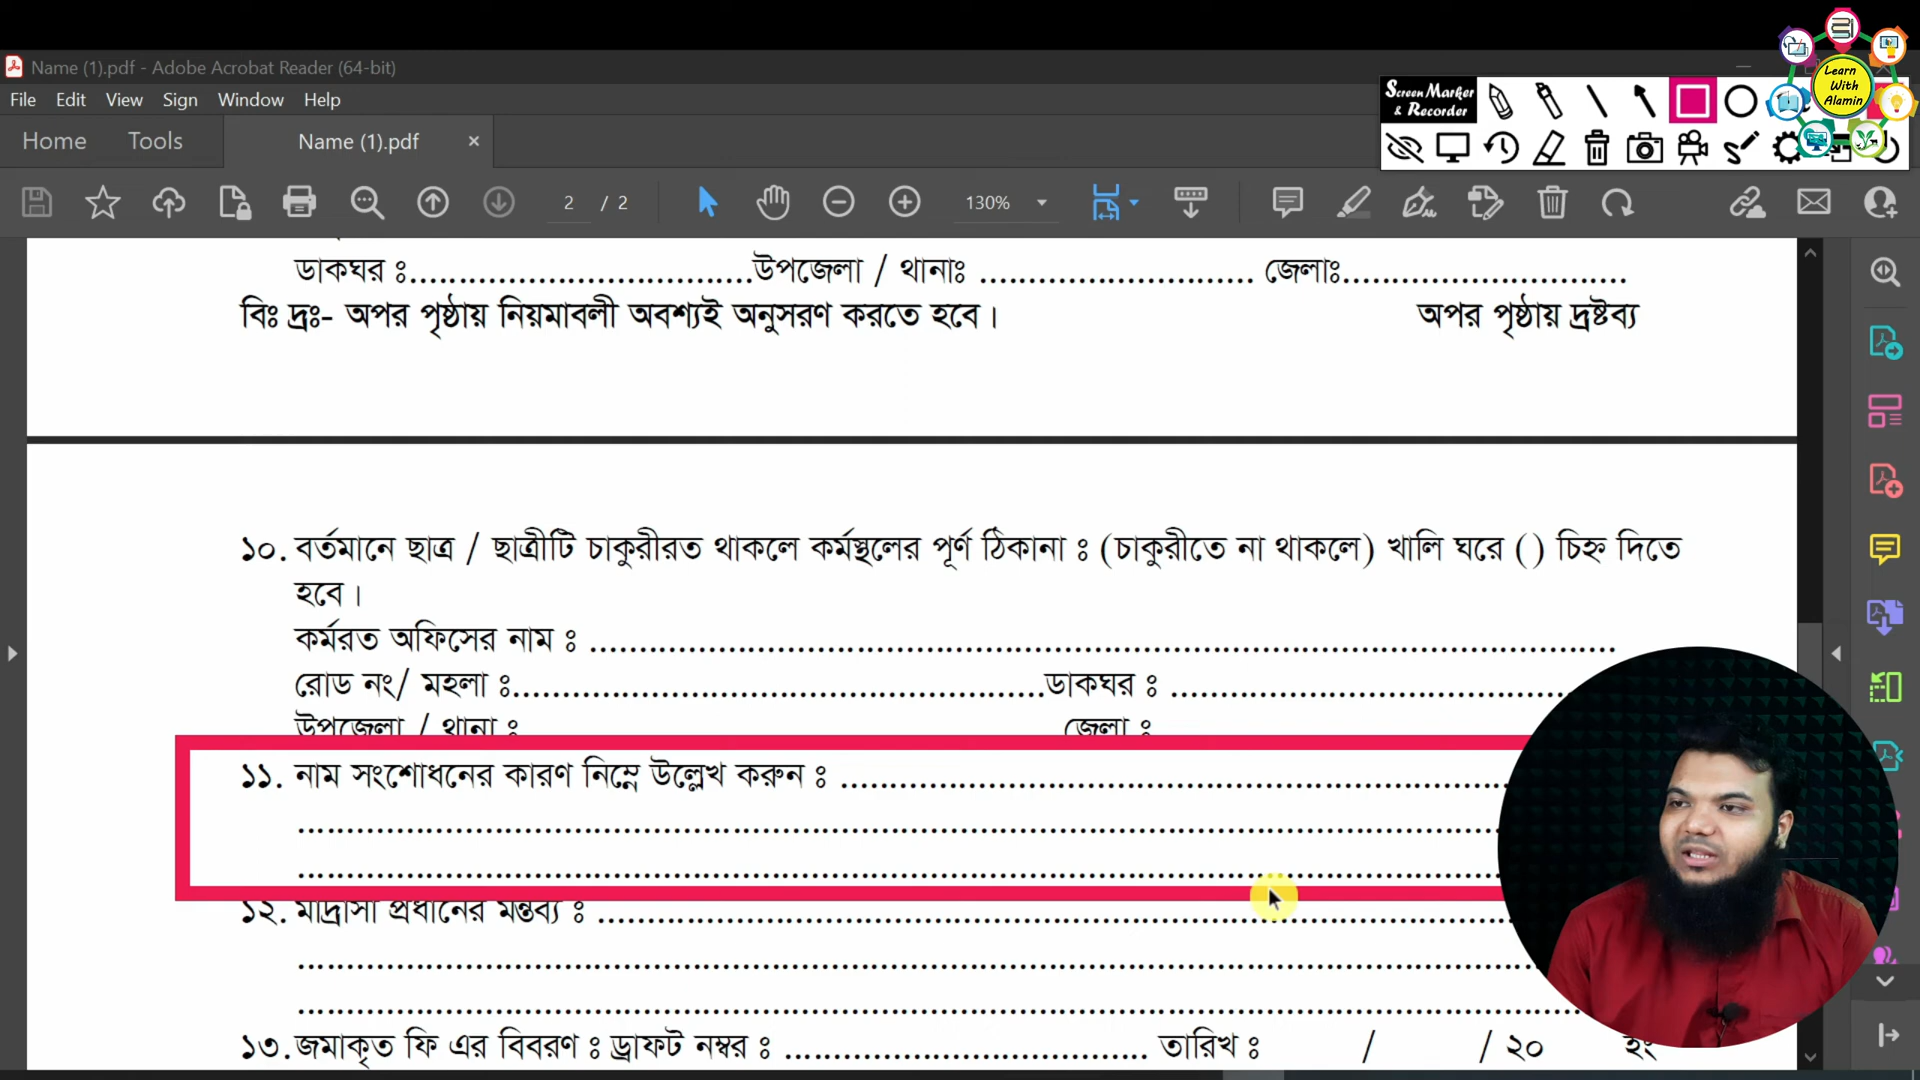 Name (1).pdf - Adobe Acrobat Reader (64-bit)
File Edit View Sign Window Help
Screen Marker & Recorder
Learn With Alamin
Home Tools Name (1).pdf ×
2 / 2 130%
ডাকঘর ঃ..................................উপজেলা / থানাঃ ............................ জেলাঃ.............................
বিঃ দ্রঃ- অপর পৃষ্ঠায় নিয়মাবলী অবশ্যই অনুসরণ করতে হবে। অপর পৃষ্ঠায় দ্রষ্টব্য
১০. বর্তমানে ছাত্র / ছাত্রীটি চাকুরীরত থাকলে কর্মস্থলের পূর্ণ ঠিকানা ঃ (চাকুরীতে না থাকলে) খালি ঘরে () চিহ্ন দিতে
হবে।
কর্মরত অফিসের নাম ঃ ........................................................................................................
রোড নং/ মহলা ঃ.....................................................ডাকঘর ঃ ........................................
উপজেলা / থানা ঃ জেলা ঃ
১১. নাম সংশোধনের কারণ নিম্নে উল্লেখ করুন ঃ ...................................................................
.........................................................................................................................
.........................................................................................................................
১২. মাদ্রাসা প্রধানের মন্তব্য ঃ ..............................................................................................
.............................................................................................................................
.................................................................................................................................
১৩. জমাকৃত ফি এর বিবরণ ঃ ড্রাফট নম্বর ঃ ..................................... তারিখ ঃ / / ২০ ইং